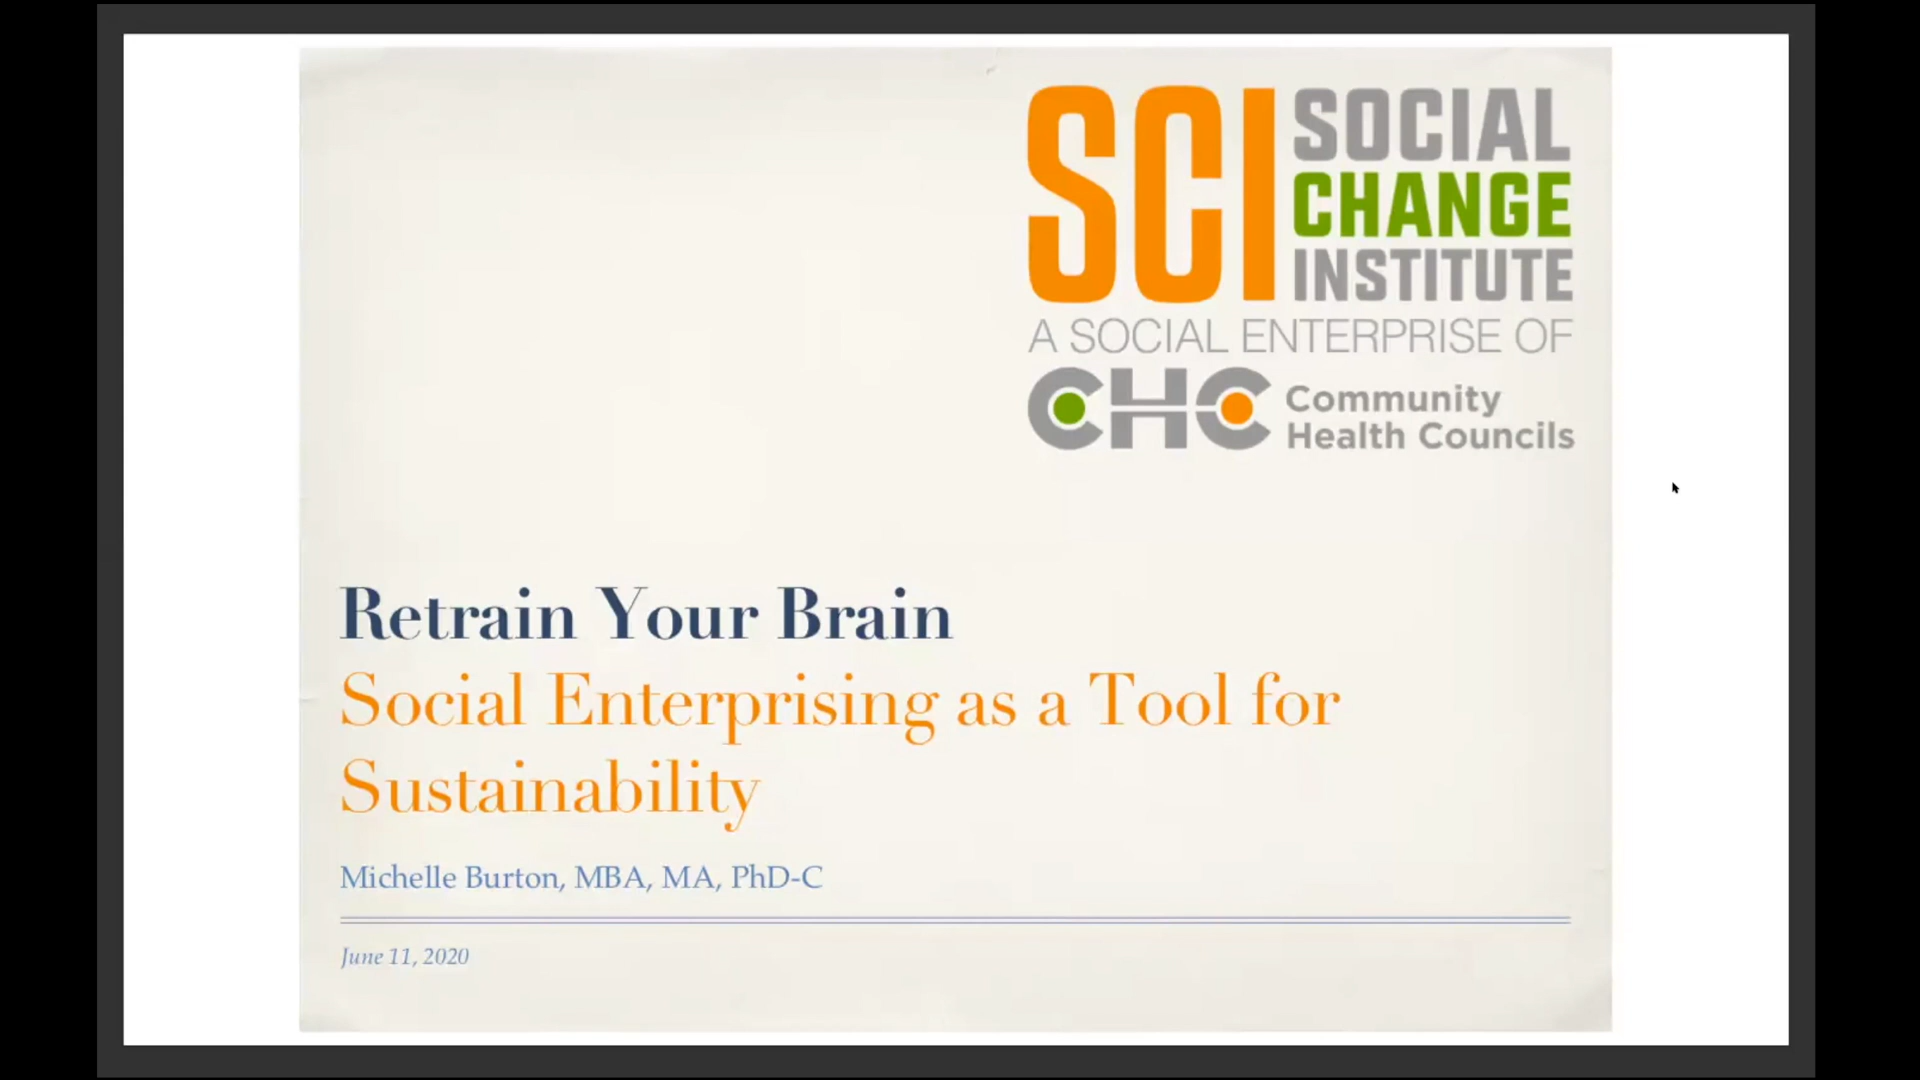 SCI
SOCIAL
CHANGE
INSTITUTE
A SOCIAL ENTERPRISE OF
CHC
Community
Health Councils
Retrain Your Brain
Social Enterprising as a Tool for
Sustainability
Michelle Burton, MBA, MA, PhD-C
June 11, 2020